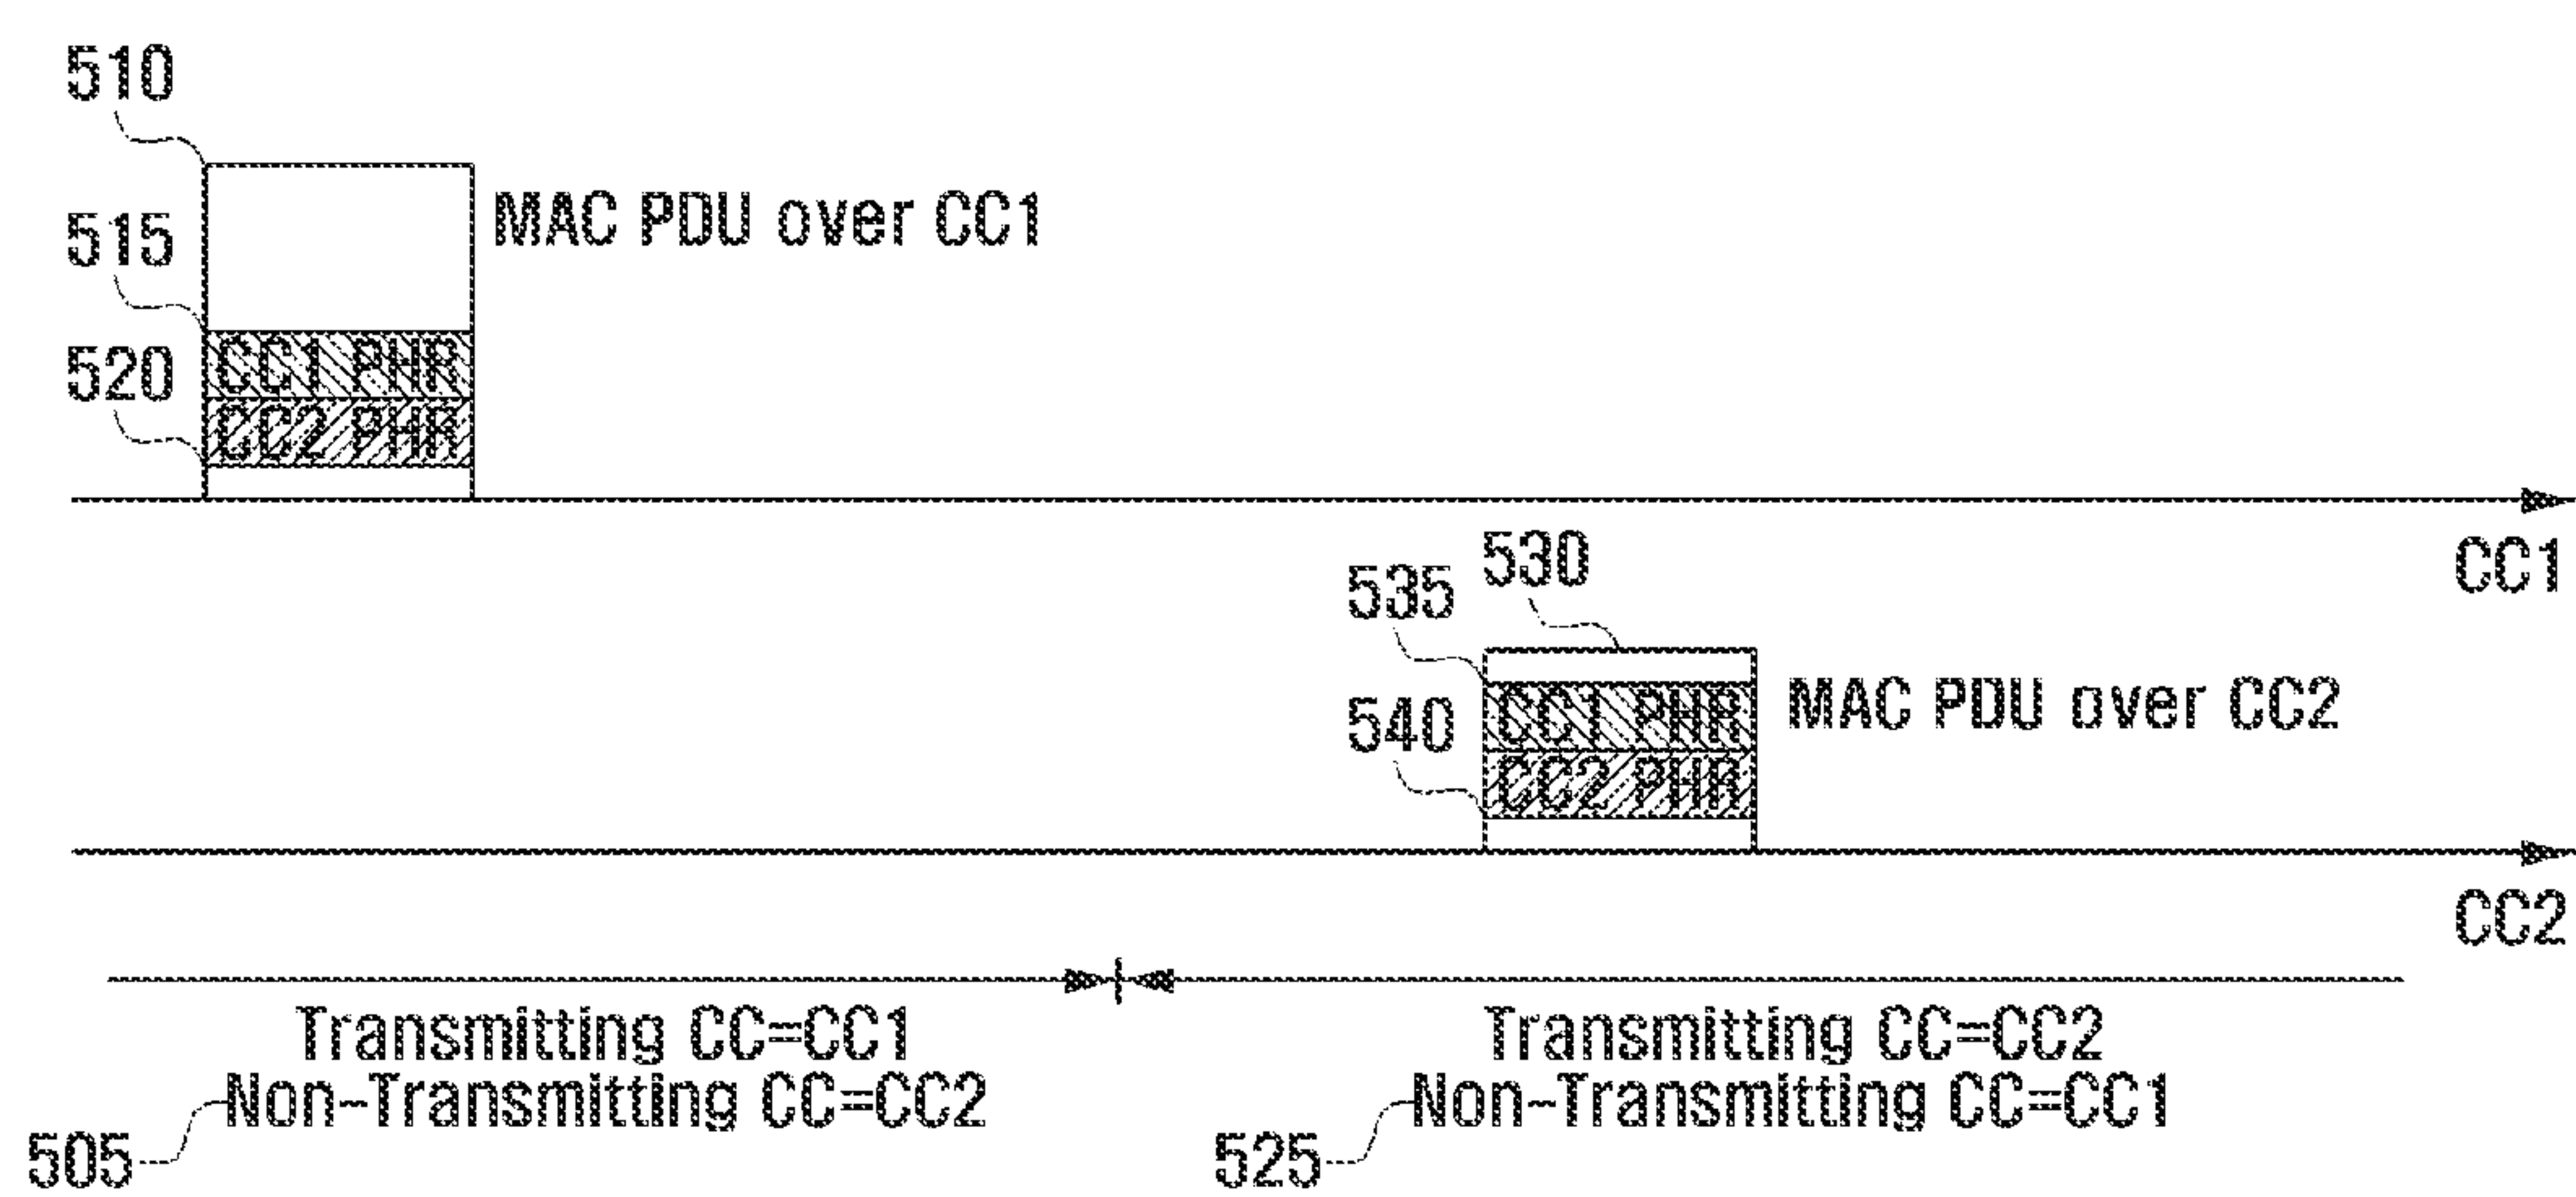 510
MAC PDU over CC1
515
CC1 PHR
520
CC2 PHR
CC1
530
535
CC1 PHR
MAC PDU over CC2
540
CC2 PHR
CC2
Transmitting CC=CC1
Non-Transmitting CC=CC2
505
Transmitting CC=CC2
Non-Transmitting CC=CC1
525